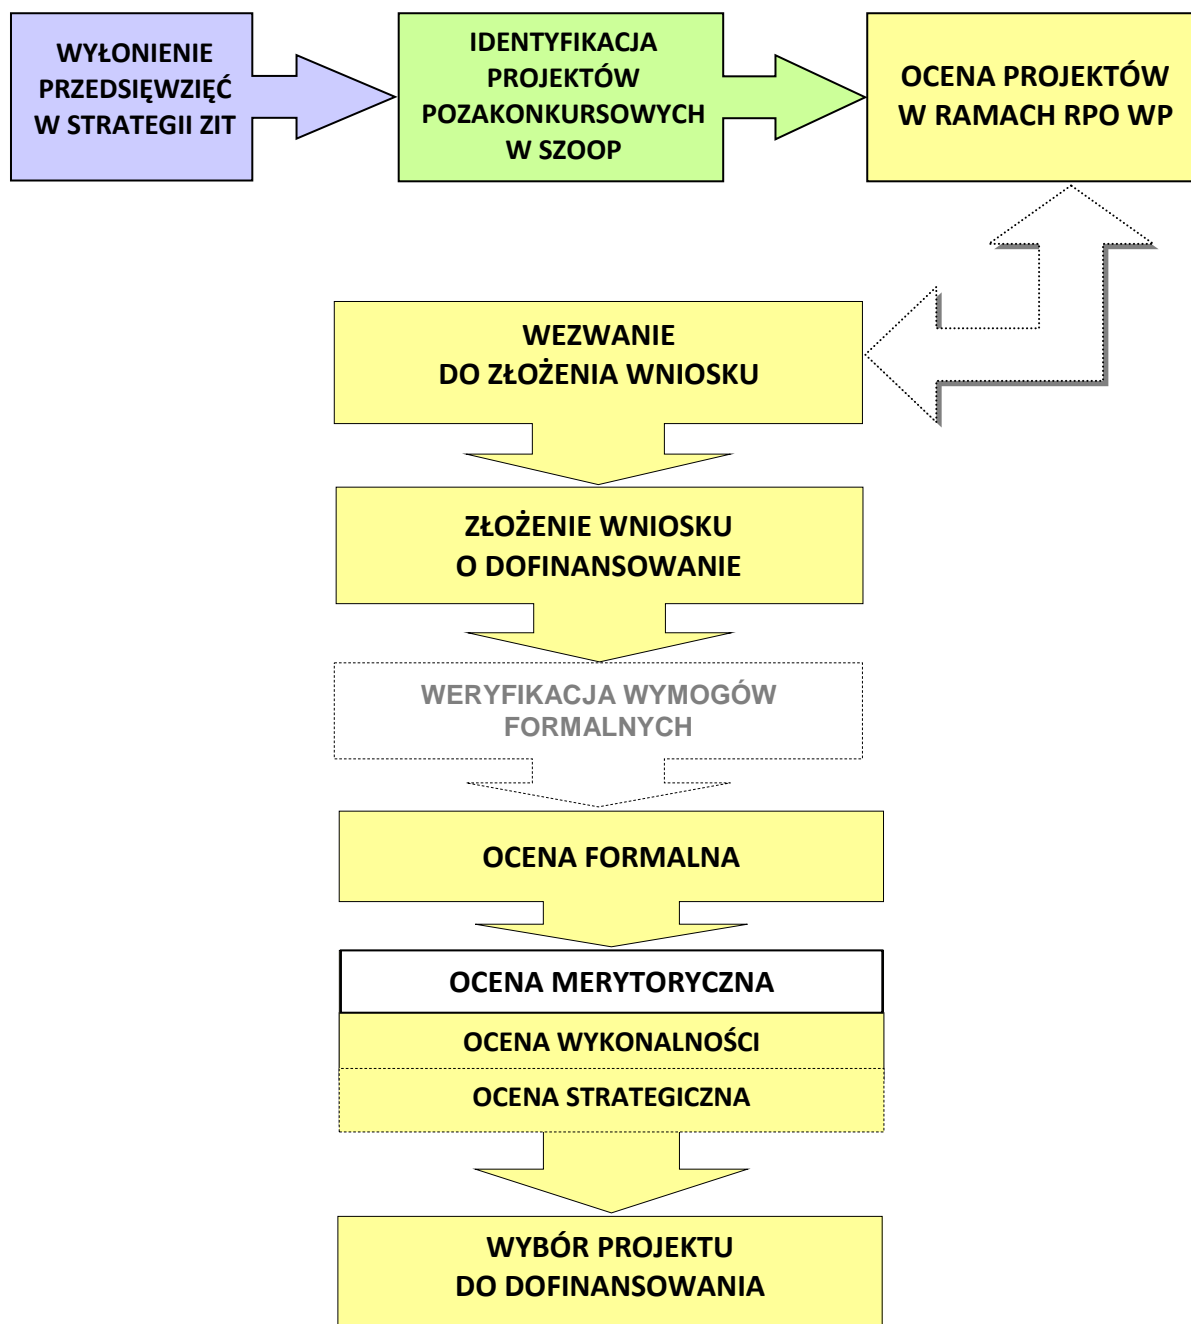 WYŁONIENIE
PRZEDSIĘWZIĘĆ
W STRATEGII ZIT
IDENTYFIKACJA
PROJEKTÓW
POZAKONKURSOWYCH
W SZOOP
OCENA PROJEKTÓW
W RAMACH RPO WP
WEZWANIE
DO ZŁOŻENIA WNIOSKU
ZŁOŻENIE WNIOSKU
O DOFINANSOWANIE
WERYFIKACJA WYMOGÓW
FORMALNYCH
OCENA FORMALNA
OCENA MERYTORYCZNA
OCENA WYKONALNOŚCI
OCENA STRATEGICZNA
WYBÓR PROJEKTU
DO DOFINANSOWANIA